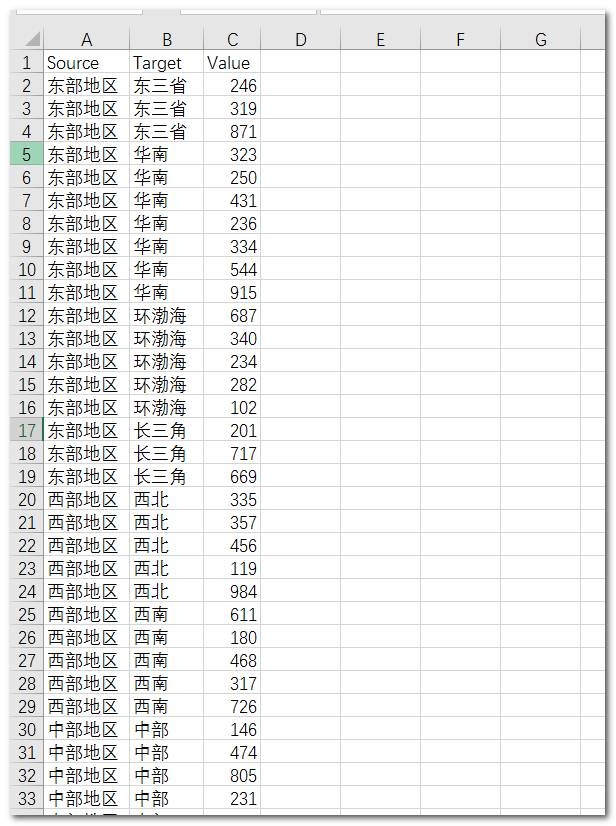 A B C D E F G
1 Source Target Value
2 东部地区 东三省 246
3 东部地区 东三省 319
4 东部地区 东三省 871
5 东部地区 华南 323
6 东部地区 华南 250
7 东部地区 华南 431
8 东部地区 华南 236
9 东部地区 华南 334
10 东部地区 华南 544
11 东部地区 华南 915
12 东部地区 环渤海 687
13 东部地区 环渤海 340
14 东部地区 环渤海 234
15 东部地区 环渤海 282
16 东部地区 环渤海 102
17 东部地区 长三角 201
18 东部地区 长三角 717
19 东部地区 长三角 669
20 西部地区 西北 335
21 西部地区 西北 357
22 西部地区 西北 456
23 西部地区 西北 119
24 西部地区 西北 984
25 西部地区 西南 611
26 西部地区 西南 180
27 西部地区 西南 468
28 西部地区 西南 317
29 西部地区 西南 726
30 中部地区 中部 146
31 中部地区 中部 474
32 中部地区 中部 805
33 中部地区 中部 231